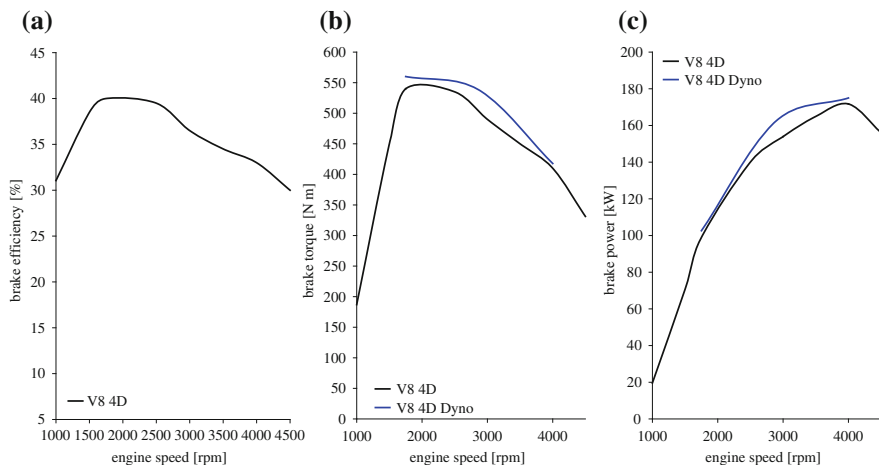 (a)
45
40
35
30
25
20
15
10
5
brake efficiency [%]
V8 4D
1000 1500 2000 2500 3000 3500 4000 4500
engine speed [rpm]
(b)
600
550
500
450
400
350
300
250
200
150
100
50
0
brake torque [N m]
V8 4D
V8 4D Dyno
1000 2000 3000 4000
engine speed [rpm]
(c)
200
180
160
140
120
100
80
60
40
20
0
brake power [kW]
V8 4D
V8 4D Dyno
1000 2000 3000 4000
engine speed [rpm]